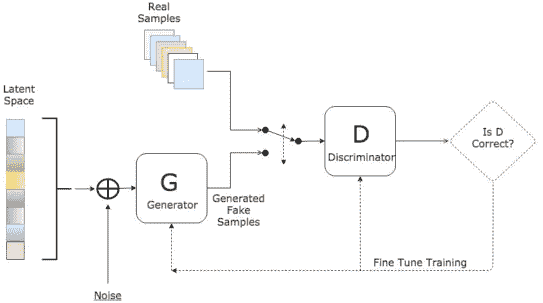 Real
Samples
Latent
Space
G
Generator
Generated
Fake
Samples
D
Discriminator
Is D
Correct?
Noise
Fine Tune Training